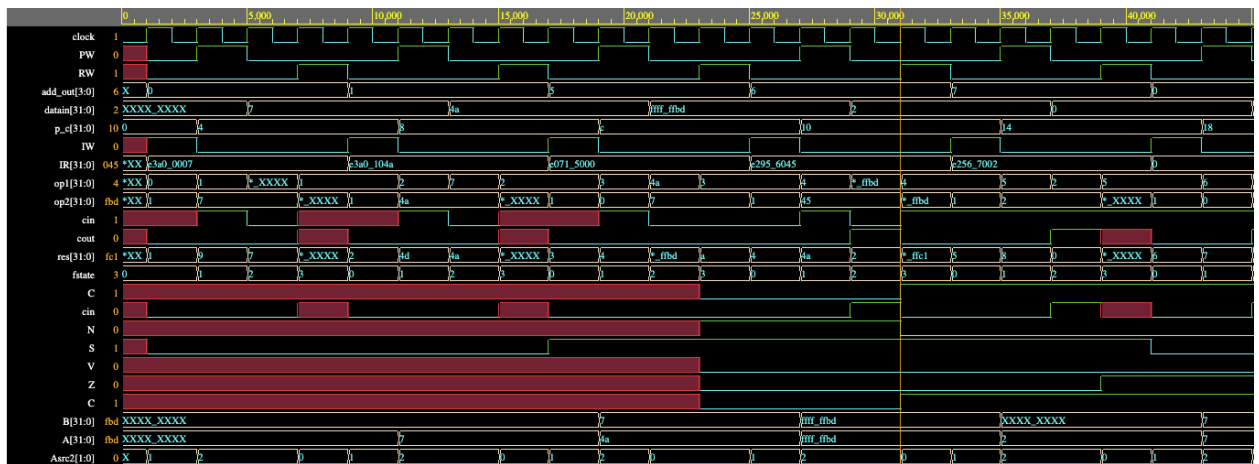 0 5,000 10,000 15,000 20,000 25,000 30,000 35,000 40,000
clock 1
PW 0
RW 1
add_out[3:0] 6 X 0 1 5 6 7 0
datain[31:0] 2 XXXX_XXXX 7 4a ffff_ffbd 2 0
p_c[31:0] 10 0 4 8 c 10 14 18
IW 0
IR[31:0] 045 *XX e3a0_0007 e3a0_104a e071_5000 e295_6045 e256_7002 0
op1[31:0] 4 *XX 0 1 *_XXXX 1 2 7 2 3 4a 3 4 *_ffbd 4 5 2 5 6
op2[31:0] fbd *XX 1 7 *_XXXX 1 4a *_XXXX 1 0 7 1 45 *_ffbd 1 2 *_XXXX 1 0
cin 1
cout 0
res[31:0] fc1 *XX 1 9 7 *_XXXX 2 4d 4a *_XXXX 3 4 *_ffbd a 4 4a 2 *_ffc1 5 8 0 *_XXXX 6 7
fstate 3 0 1 2 3 0 1 2 3 0 1 2 3 0 1 2 3 0 1 2 3 0 1
C 1
cin 0
N 0
S 1
V 0
Z 0
C 1
B[31:0] fbd XXXX_XXXX 7 ffff_ffbd XXXX_XXXX 7
A[31:0] fbd XXXX_XXXX 7 4a ffff_ffbd 2 7
Asrc2[1:0] 0 X 1 2 0 1 2 0 1 2 0 1 2 0 1 2 0 1 2